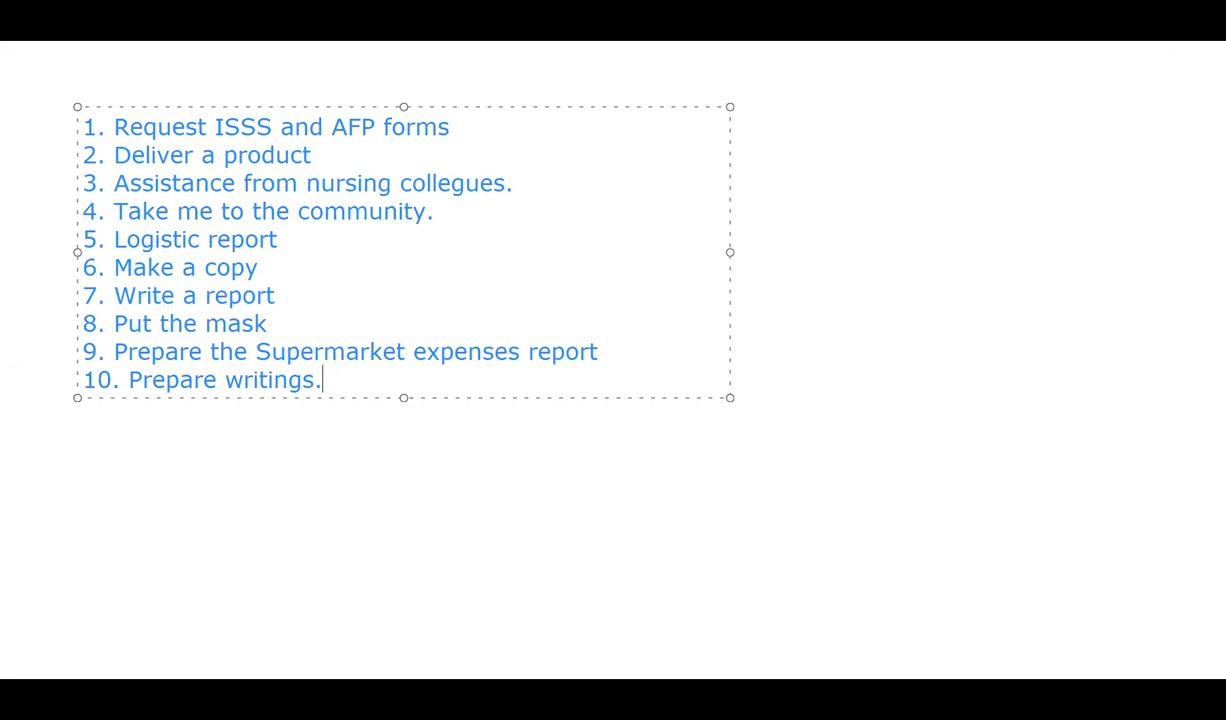 1. Request ISSS and AFP forms
2. Deliver a product
3. Assistance from nursing collegues.
4. Take me to the community.
5. Logistic report
6. Make a copy
7. Write a report
8. Put the mask
9. Prepare the Supermarket expenses report
10. Prepare writings.